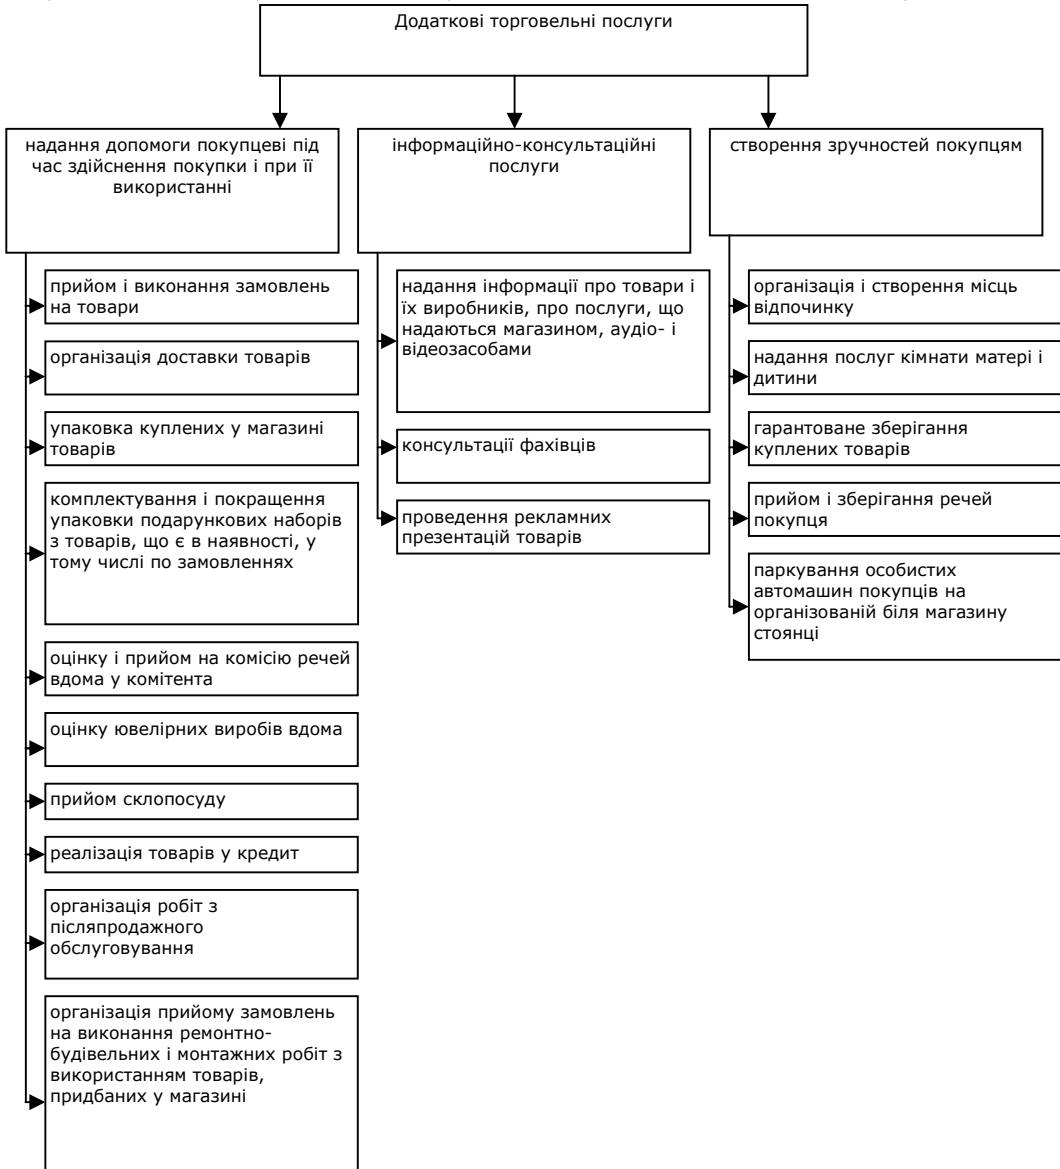 Додаткові торговельні послуги
надання допомоги покупцеві під
час здійснення покупки і при її
використанні
прийом і виконання замовлень
на товари
організація доставки товарів
упаковка куплених у магазині
товарів
комплектування і покращення
упаковки подарункових наборів
з товарів, що є в наявності, у
тому числі по замовленнях
оцінку і прийом на комісію речей
вдома у комітента
оцінку ювелірних виробів вдома
прийом склопосуду
реалізація товарів у кредит
організація робіт з
післяпродажного
обслуговування
організація прийому замовлень
на виконання ремонтно-
будівельних і монтажних робіт з
використанням товарів,
придбаних у магазині
інформаційно-консультаційні
послуги
надання інформації про товари і
їх виробників, про послуги, що
надаються магазином, аудіо- і
відеозасобами
консультації фахівців
проведення рекламних
презентацій товарів
створення зручностей покупцям
організація і створення місць
відпочинку
надання послуг кімнати матері і
дитини
гарантоване зберігання
куплених товарів
прийом і зберігання речей
покупця
паркування особистих
автомашин покупців на
організованій біля магазину
стоянці